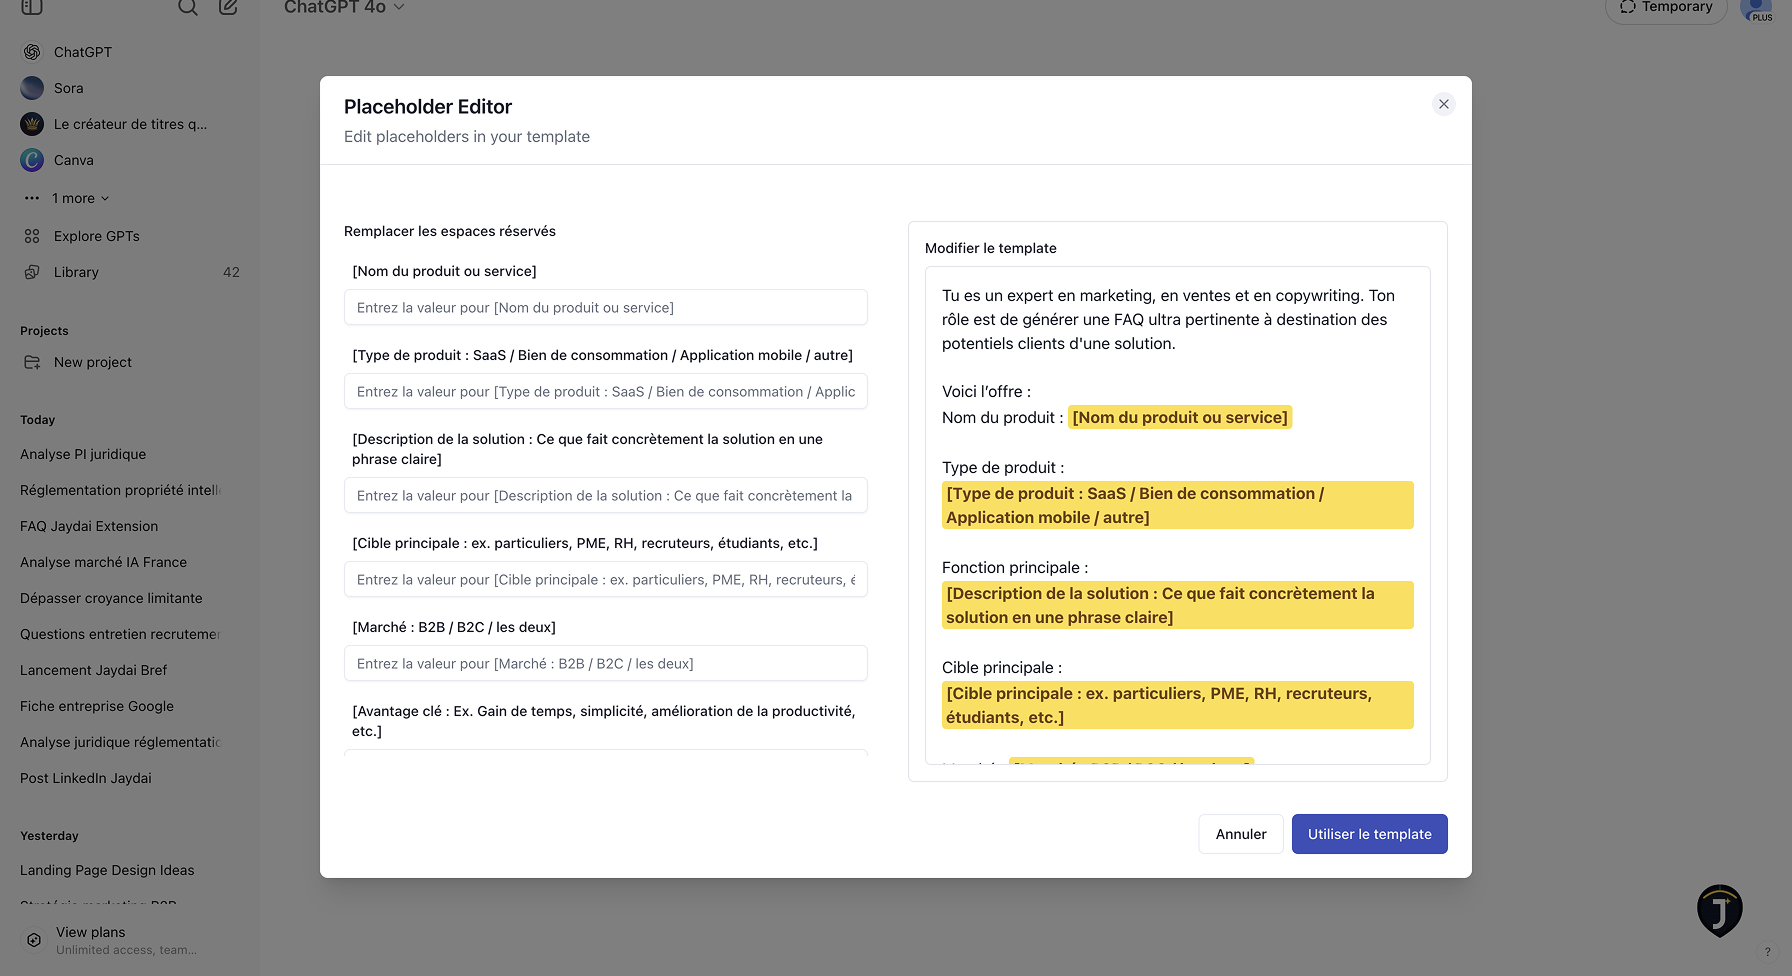 ChatGPT 4o
Temporary
PLUS
ChatGPT
Sora
Le créateur de titres q...
Canva
1 more
Explore GPTs
Library
42
Projects
New project
Today
Analyse PI juridique
Réglementation propriété intell
FAQ Jaydai Extension
Analyse marché IA France
Dépasser croyance limitante
Questions entretien recrutemer
Lancement Jaydai Bref
Fiche entreprise Google
Analyse juridique réglementatic
Post LinkedIn Jaydai
Yesterday
Landing Page Design Ideas
Stratégie marketing B2B
View plans
Unlimited access, team...
Placeholder Editor
Edit placeholders in your template
Remplacer les espaces réservés
[Nom du produit ou service]
Entrez la valeur pour [Nom du produit ou service]
[Type de produit : SaaS / Bien de consommation / Application mobile / autre]
Entrez la valeur pour [Type de produit : SaaS / Bien de consommation / Applic
[Description de la solution : Ce que fait concrètement la solution en une
phrase claire]
Entrez la valeur pour [Description de la solution : Ce que fait concrètement la
[Cible principale : ex. particuliers, PME, RH, recruteurs, étudiants, etc.]
Entrez la valeur pour [Cible principale : ex. particuliers, PME, RH, recruteurs, é
[Marché : B2B / B2C / les deux]
Entrez la valeur pour [Marché : B2B / B2C / les deux]
[Avantage clé : Ex. Gain de temps, simplicité, amélioration de la productivité,
etc.]
Modifier le template
Tu es un expert en marketing, en ventes et en copywriting. Ton
rôle est de générer une FAQ ultra pertinente à destination des
potentiels clients d'une solution.
Voici l’offre :
Nom du produit : [Nom du produit ou service]
Type de produit :
[Type de produit : SaaS / Bien de consommation /
Application mobile / autre]
Fonction principale :
[Description de la solution : Ce que fait concrètement la
solution en une phrase claire]
Cible principale :
[Cible principale : ex. particuliers, PME, RH, recruteurs,
étudiants, etc.]
Annuler
Utiliser le template
J
?